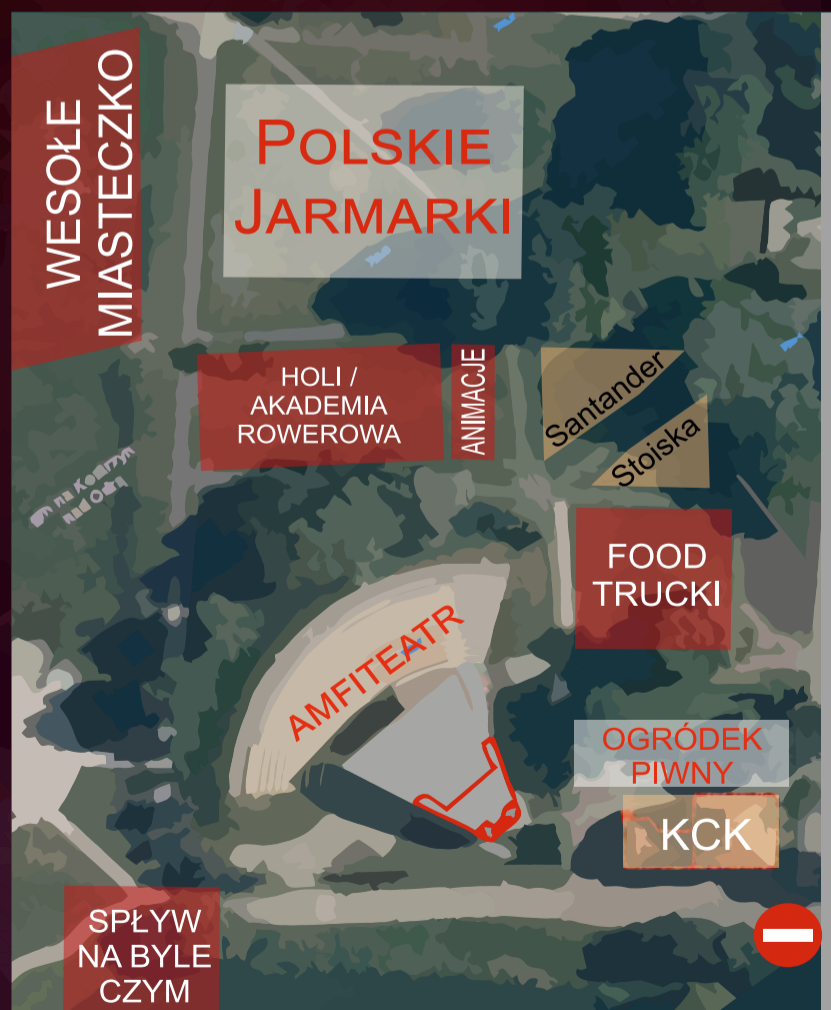 WESOŁE
MIASTECZKO
POLSKIE
JARMARKI
HOLI /
AKADEMIA
ROWEROWA
ANIMACJE
Santander
Stoiska
FOOD
TRUCKI
AMFITEATR
OGRÓDEK
PIWNY
KCK
SPŁYW
NA BYLE
CZYM